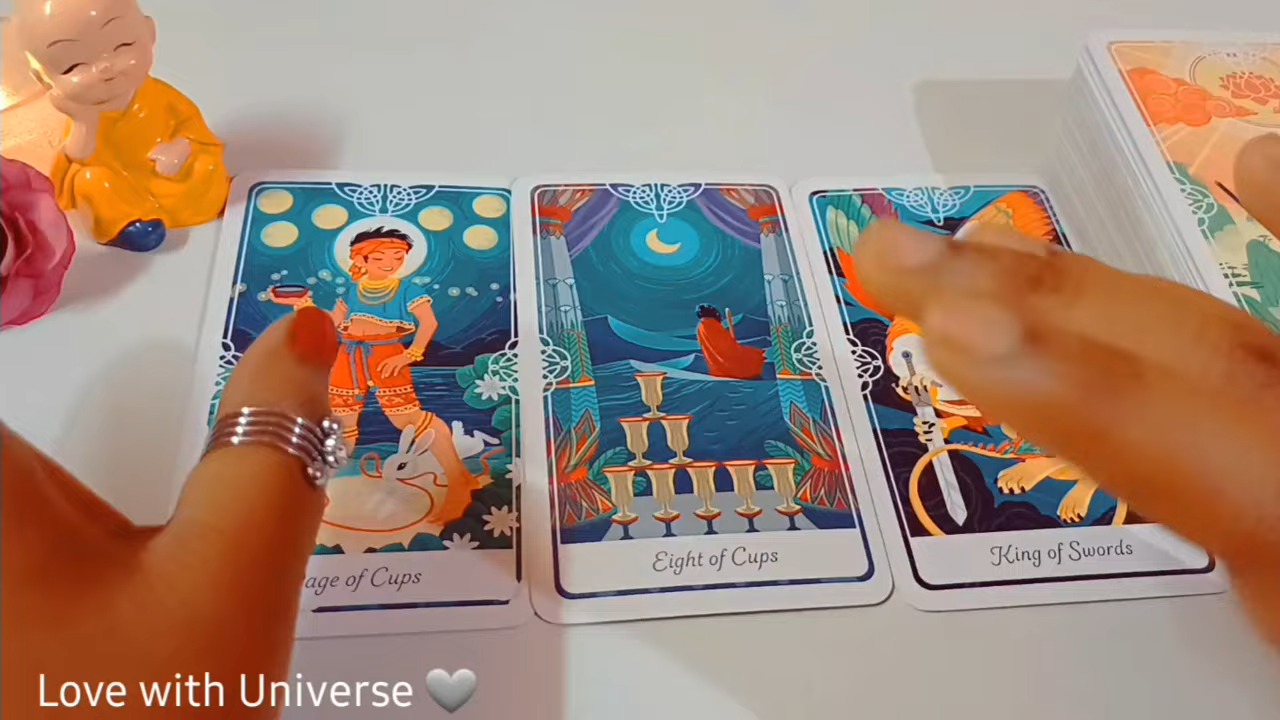 age of Cups
Eight of Cups
King of Swords
Love with Universe 🤍